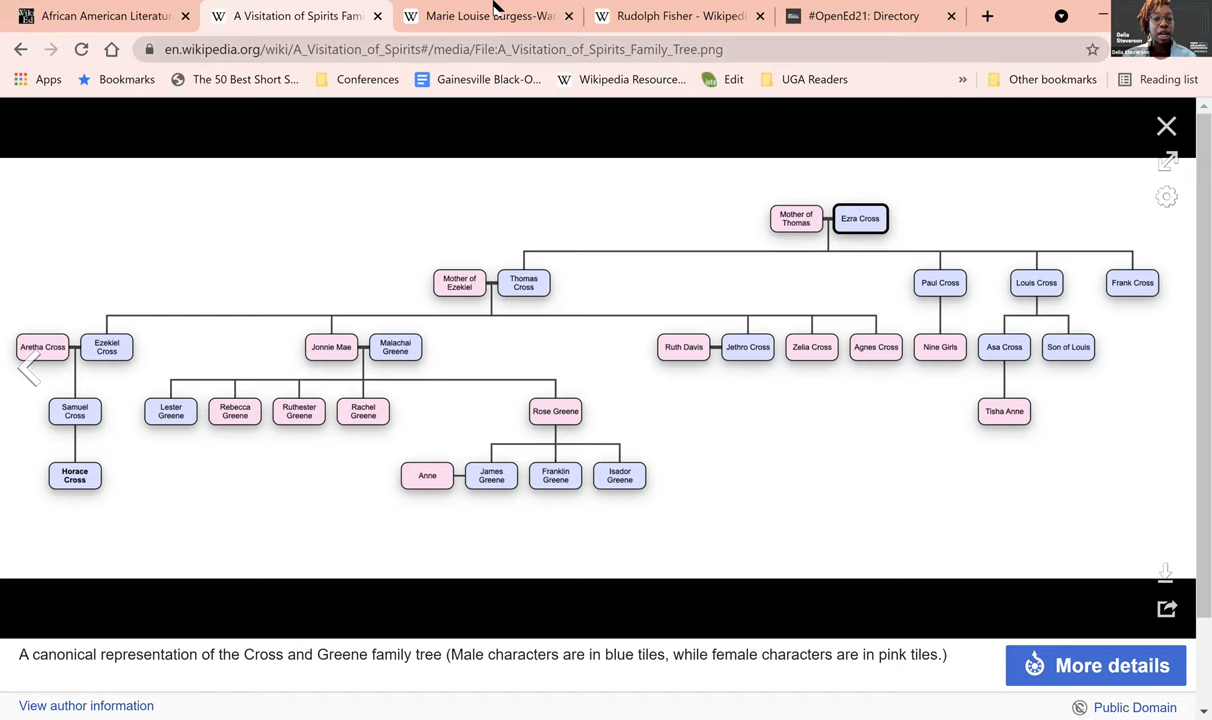 African American Literatur
A Visitation of Spirits Fami
Marie Louise Burgess-War
Rudolph Fisher - Wikipedi
#OpenEd21: Directory
en.wikipedia.org/wiki/A_Visitation_of_Spirits#/media/File:A_Visitation_of_Spirits_Family_Tree.png
Delia Steverson
Apps
Bookmarks
The 50 Best Short S...
Conferences
Gainesville Black-O...
Wikipedia Resource...
Edit
UGA Readers
»
Other bookmarks
Reading list
Mother of
Thomas
Ezra Cross
Mother of
Ezekiel
Thomas
Cross
Paul Cross
Louis Cross
Frank Cross
Aretha Cross
Ezekiel
Cross
Jonnie Mae
Malachai
Greene
Ruth Davis
Jethro Cross
Zelia Cross
Agnes Cross
Nine Girls
Asa Cross
Son of Louis
Samuel
Cross
Lester
Greene
Rebecca
Greene
Ruthester
Greene
Rachel
Greene
Rose Greene
Tisha Anne
Horace
Cross
Anne
James
Greene
Franklin
Greene
Isador
Greene
A canonical representation of the Cross and Greene family tree (Male characters are in blue tiles, while female characters are in pink tiles.)
More details
View author information
Public Domain